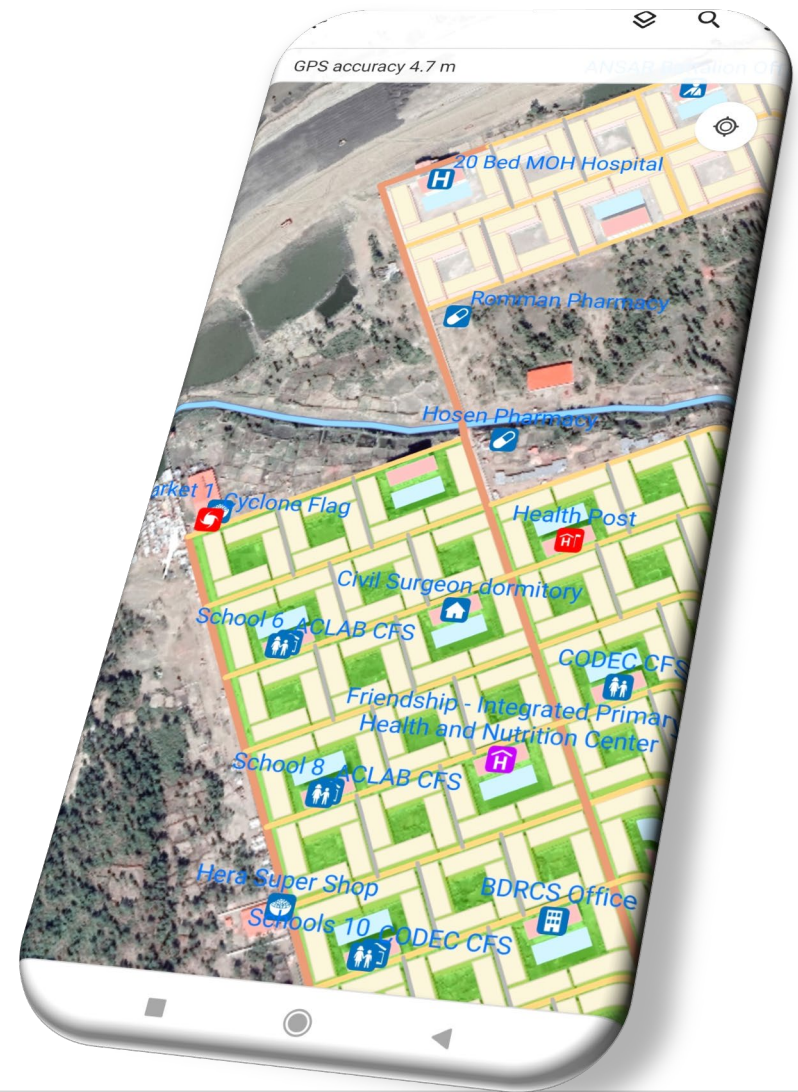 GPS accuracy 4.7 m
20 Bed MOH Hospital
Romman Pharmacy
Hosen Pharmacy
arket 1
Cyclone Flag
Health Post
Civil Surgeon dormitory
School 6
ACLAB CFS
CODEC CFS
Friendship - Integrated Primary
Health and Nutrition Center
School 8
ACLAB CFS
Hera Super Shop
BDRCS Office
Schools 10
CODEC CFS